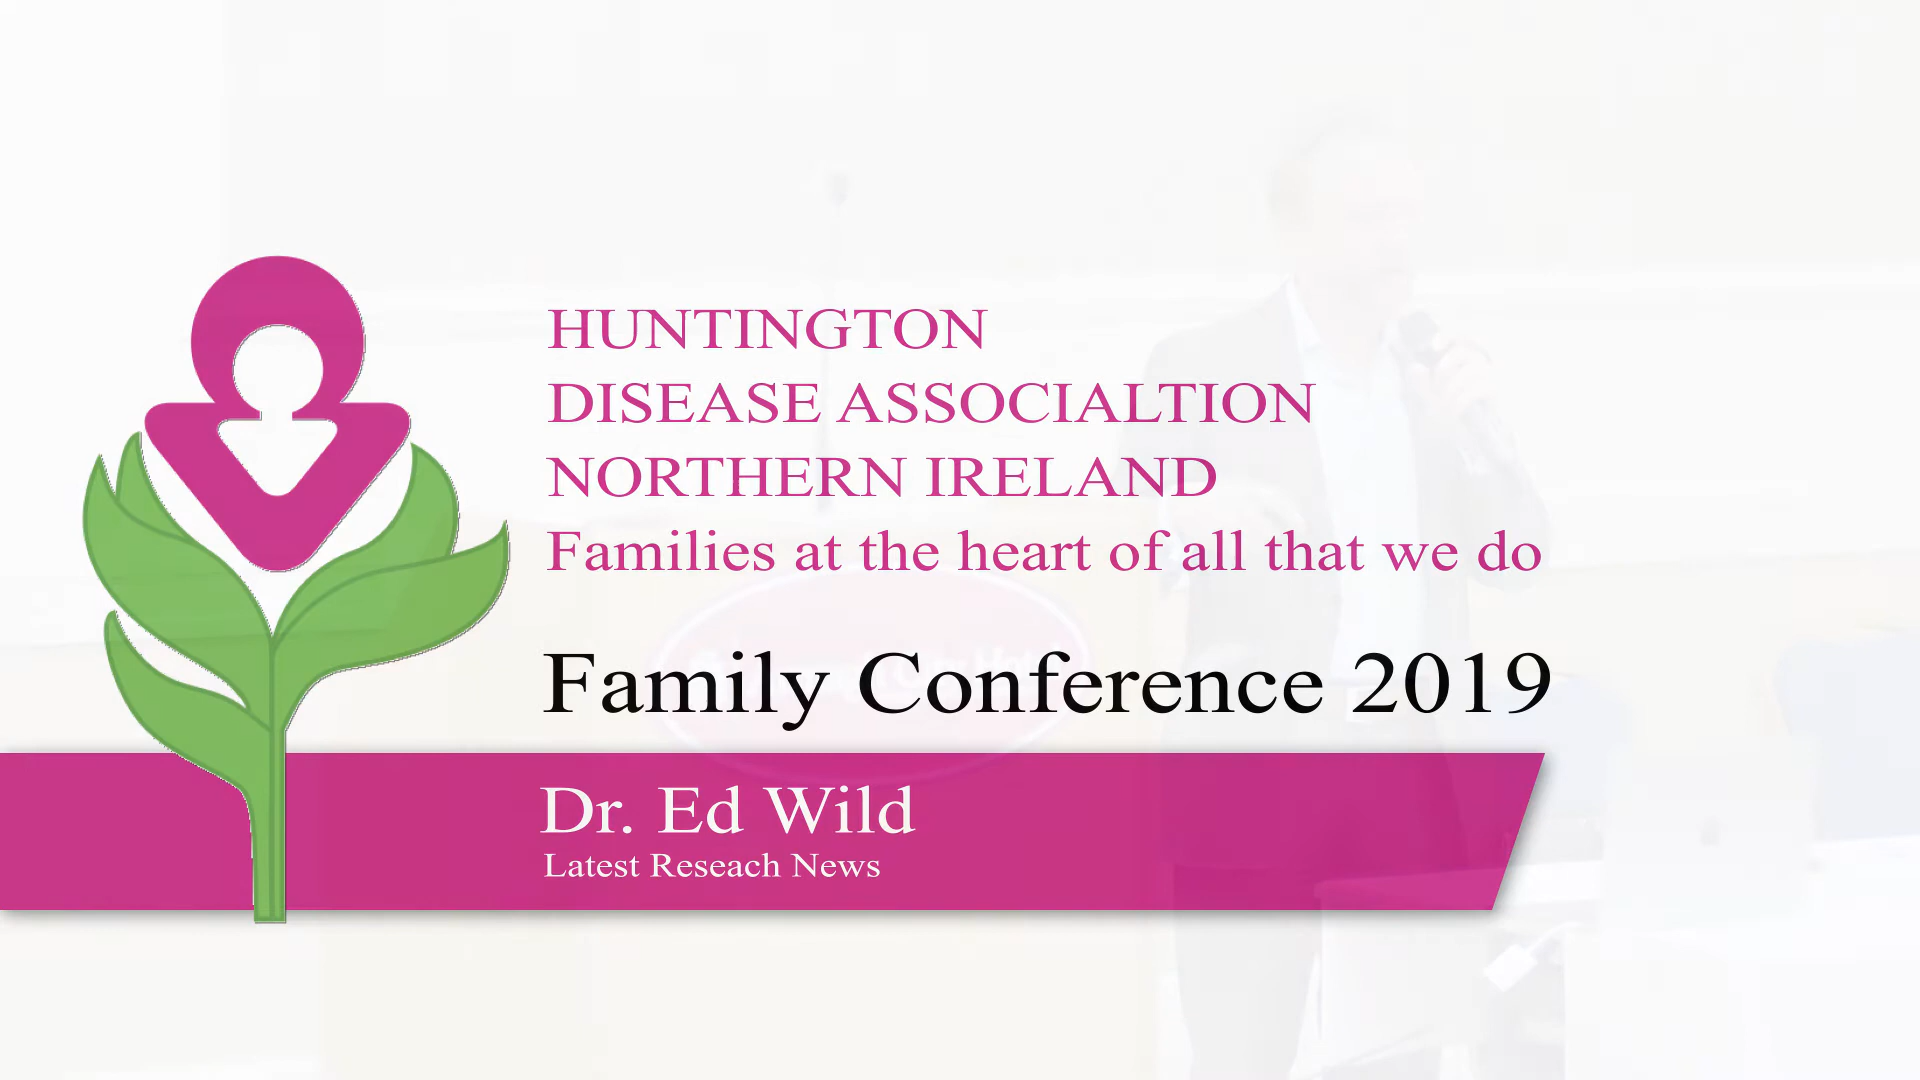 HUNTINGTON
DISEASE ASSOCIALTION
NORTHERN IRELAND
Families at the heart of all that we do
Family Conference 2019
Dr. Ed Wild
Latest Reseach News